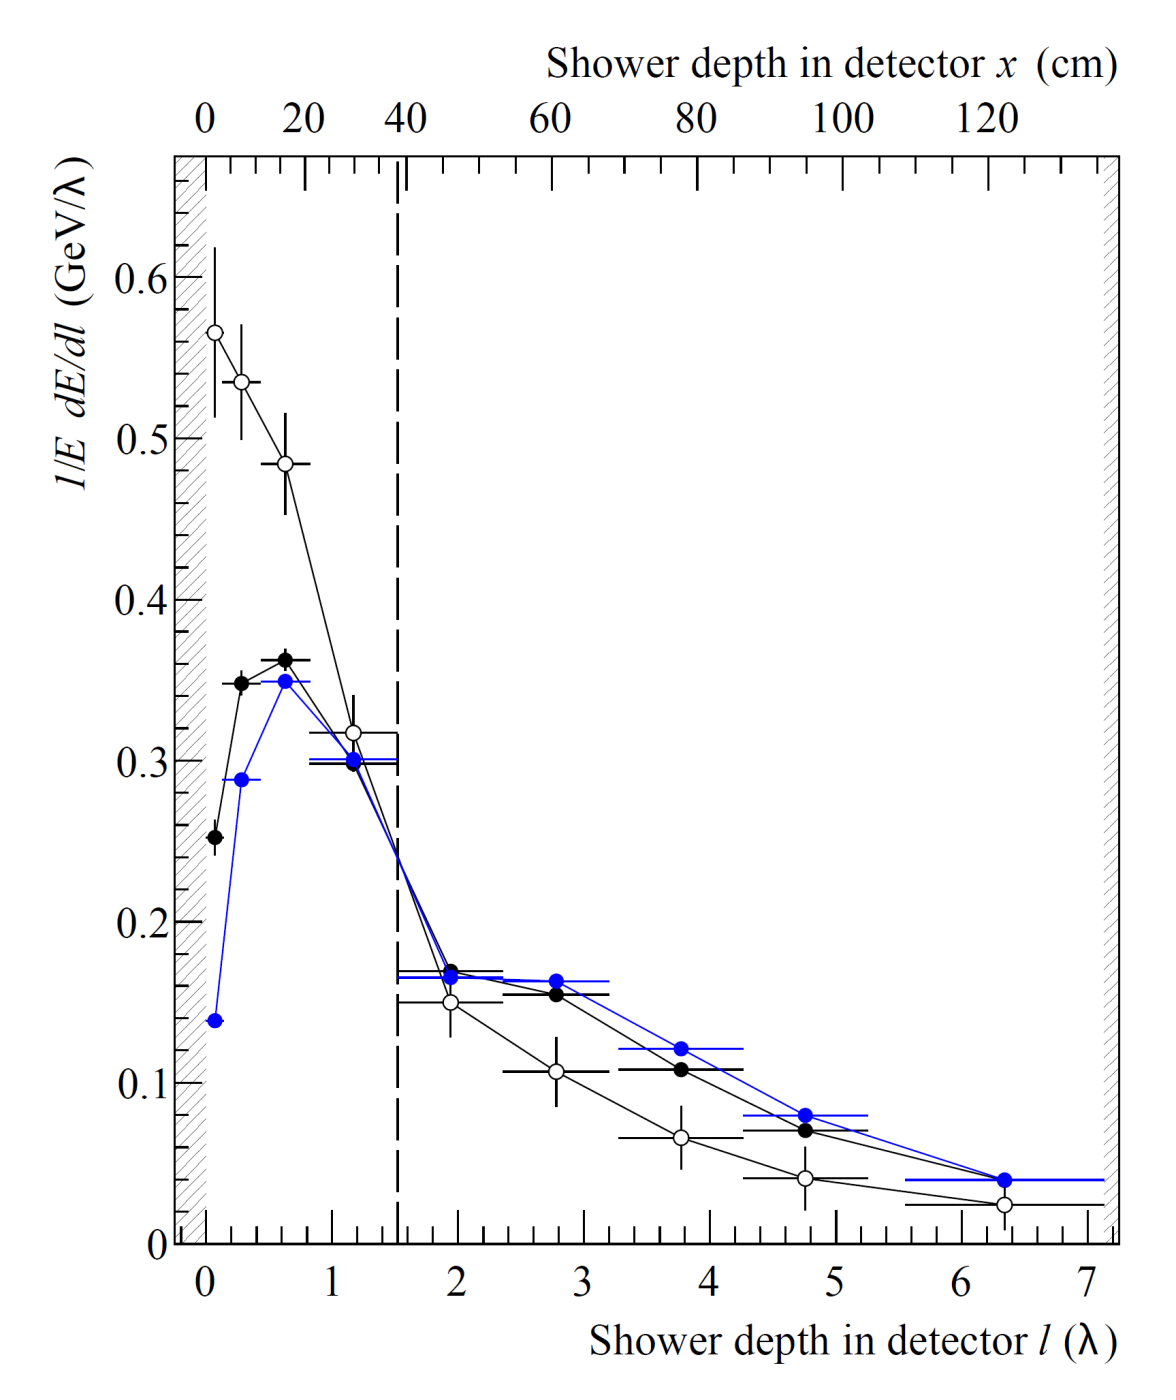 Shower depth in detector x (cm)
0 20 40 60 80 100 120
1/E dE/dl (GeV/λ)
0.6
0.5
0.4
0.3
0.2
0.1
0
0 1 2 3 4 5 6 7
Shower depth in detector l (λ)